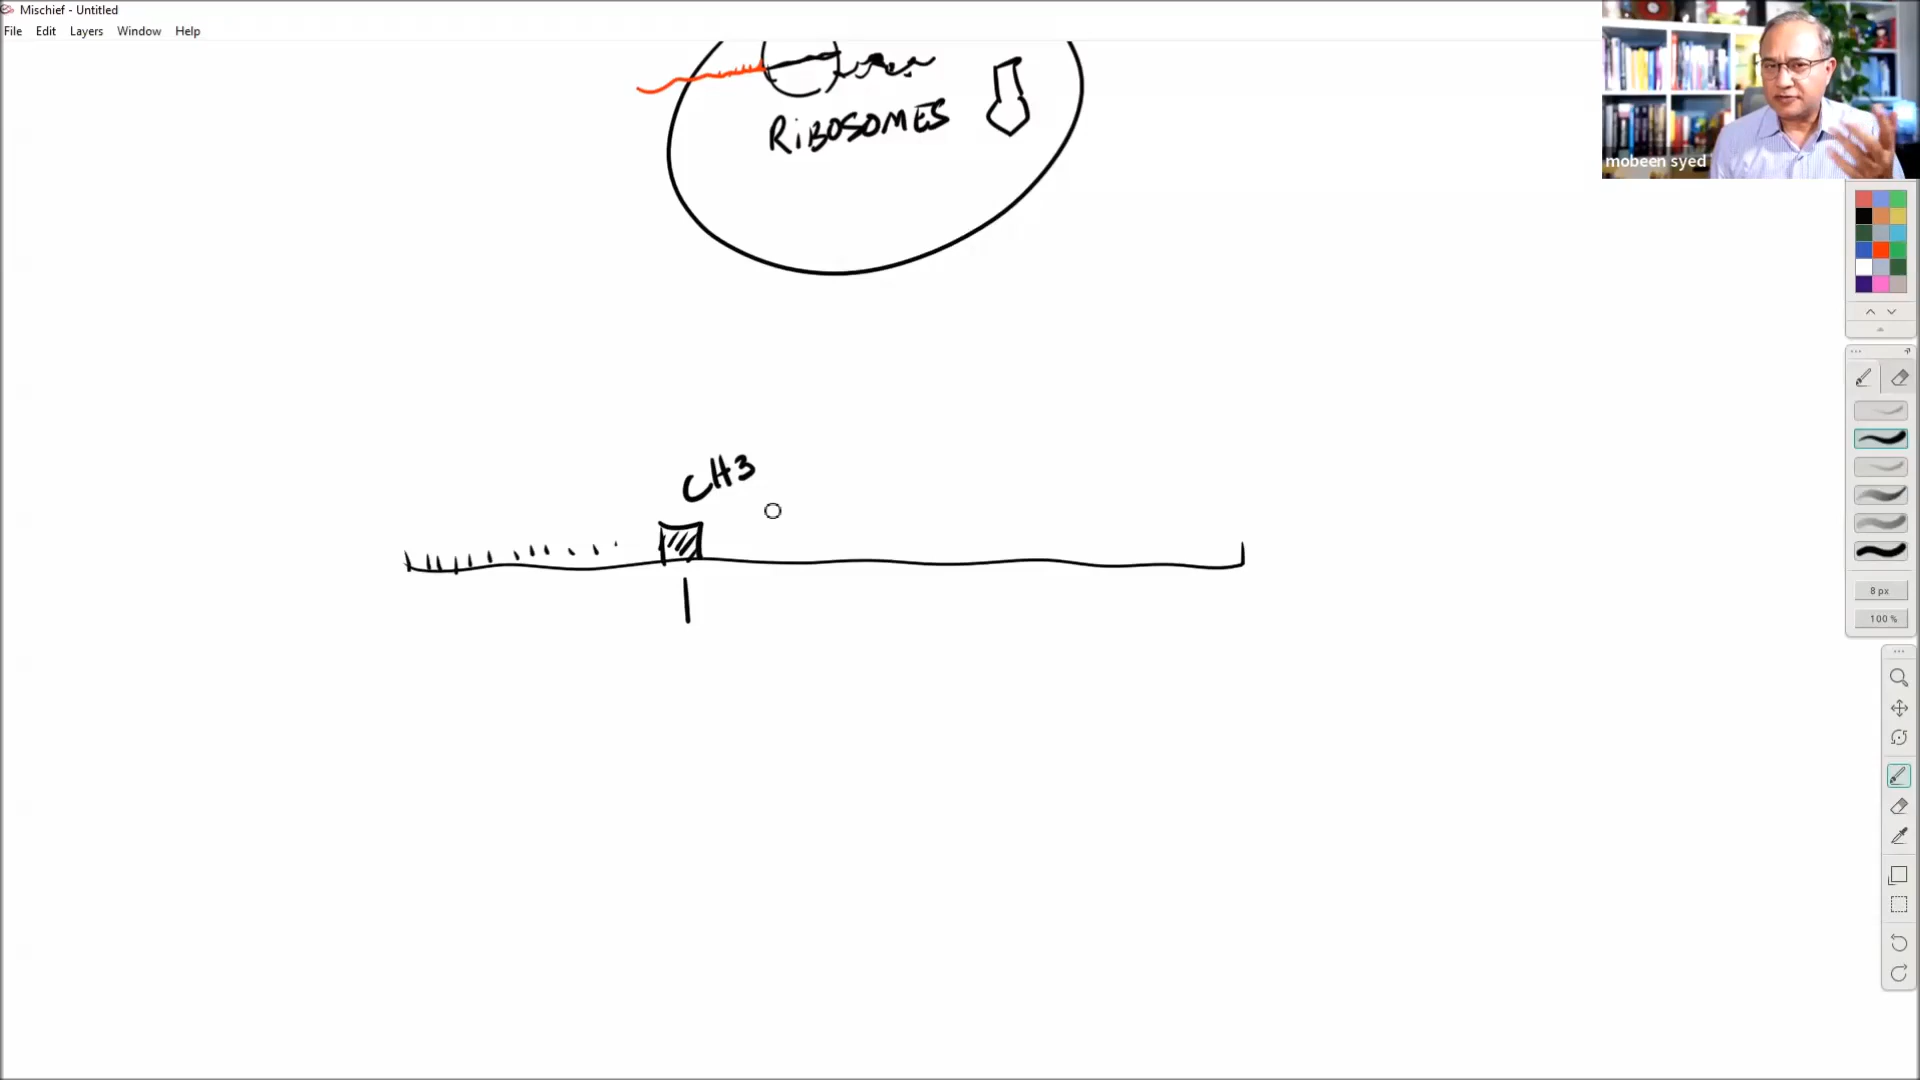 Mischief - Untitled
File Edit Layers Window Help
mobeen syed
RiBOSOMES
CH3
8 px
100 %